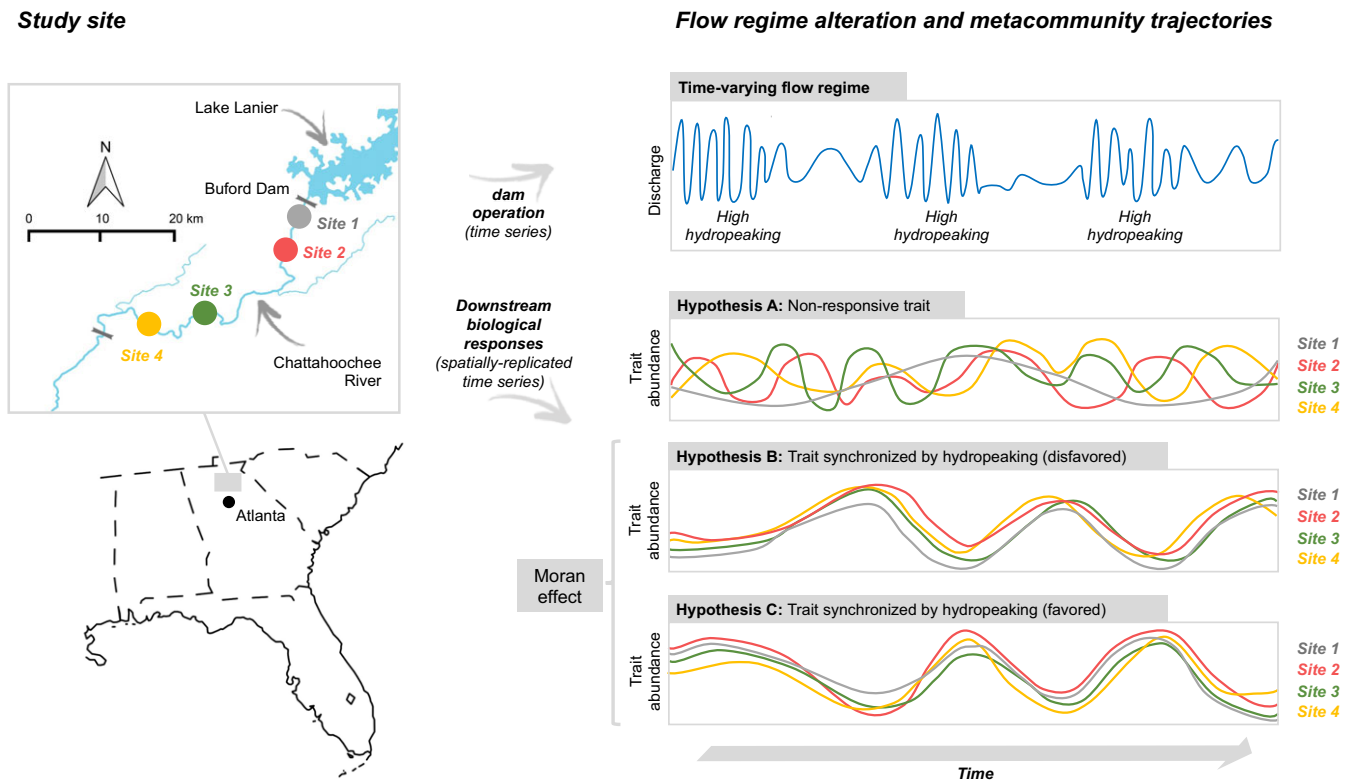 Study site
Flow regime alteration and metacommunity trajectories
Lake Lanier
N
Buford Dam
0
10
20 km
Site 1
Site 2
Site 3
Site 4
Chattahoochee
River
Atlanta
dam
operation
(time series)
Downstream
biological
responses
(spatially-replicated
time series)
Moran
effect
Time-varying flow regime
Discharge
High
hydropeaking
High
hydropeaking
High
hydropeaking
Hypothesis A: Non-responsive trait
Trait
abundance
Site 1
Site 2
Site 3
Site 4
Hypothesis B: Trait synchronized by hydropeaking (disfavored)
Trait
abundance
Site 1
Site 2
Site 3
Site 4
Hypothesis C: Trait synchronized by hydropeaking (favored)
Trait
abundance
Site 1
Site 2
Site 3
Site 4
Time